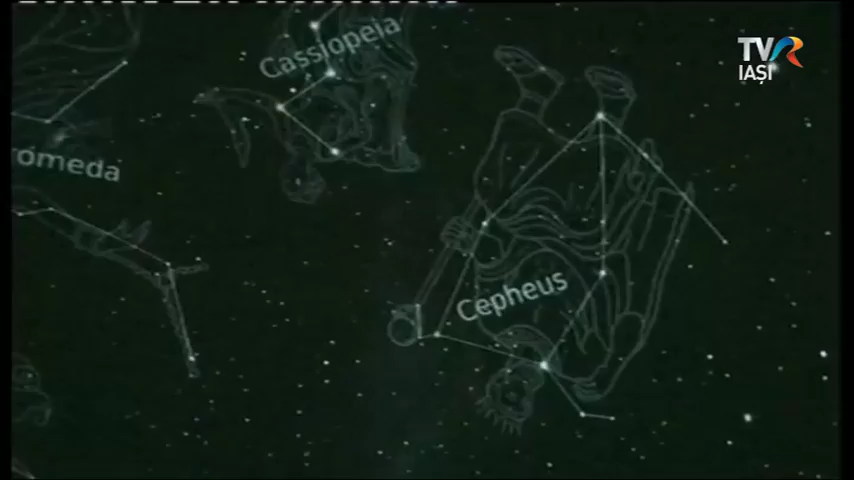 Cassiopeia
TVR
IAȘI
romeda
Cepheus